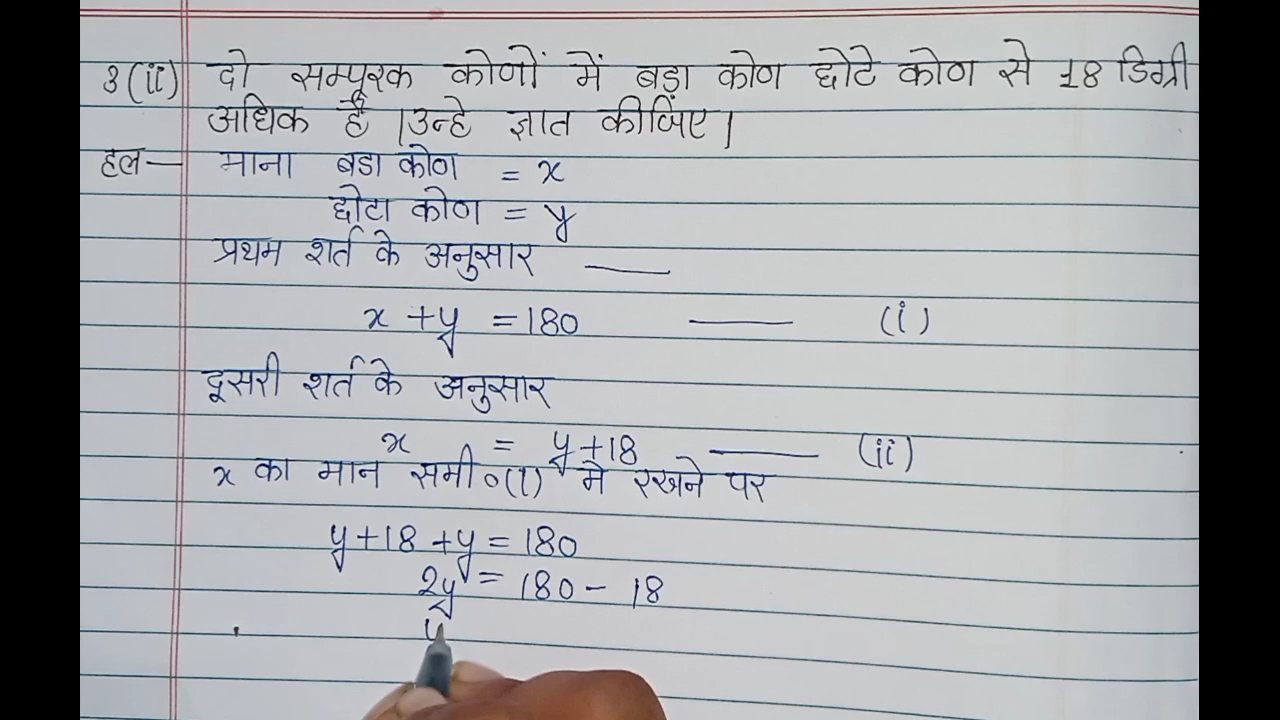 3(ii) दो सम्पूरक कोणों में बड़ा कोण छोटे कोण से 18 डिग्री
अधिक है । उन्हे ज्ञात कीजिए।
हल— माना बडा कोण = x
छोटा कोण = y
प्रथम शर्त के अनुसार —
x + y = 180 — (i)
दूसरी शर्त के अनुसार
x = y + 18 — (ii)
x का मान समी०(i) मे रखने पर
y + 18 + y = 180
2y = 180 - 18